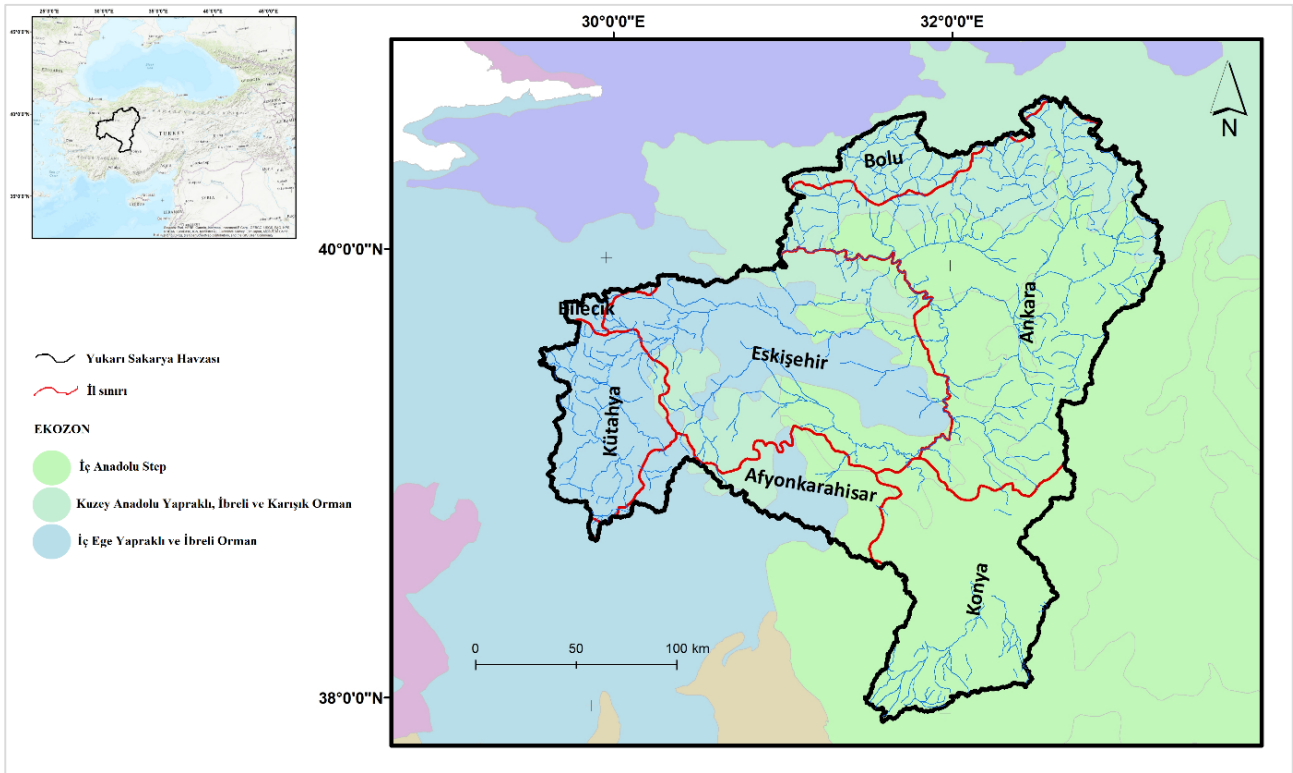 30°0'0"E
32°0'0"E
TURKEY
N
Bolu
40°0'0"N
Ankara
Bilecik
Eskişehir
Kütahya
Afyonkarahisar
Konya
Yukarı Sakarya Havzası
İl sınırı
EKOZON
İç Anadolu Step
Kuzey Anadolu Yapraklı, İbreli ve Karışık Orman
İç Ege Yapraklı ve İbreli Orman
0 50 100 km
38°0'0"N